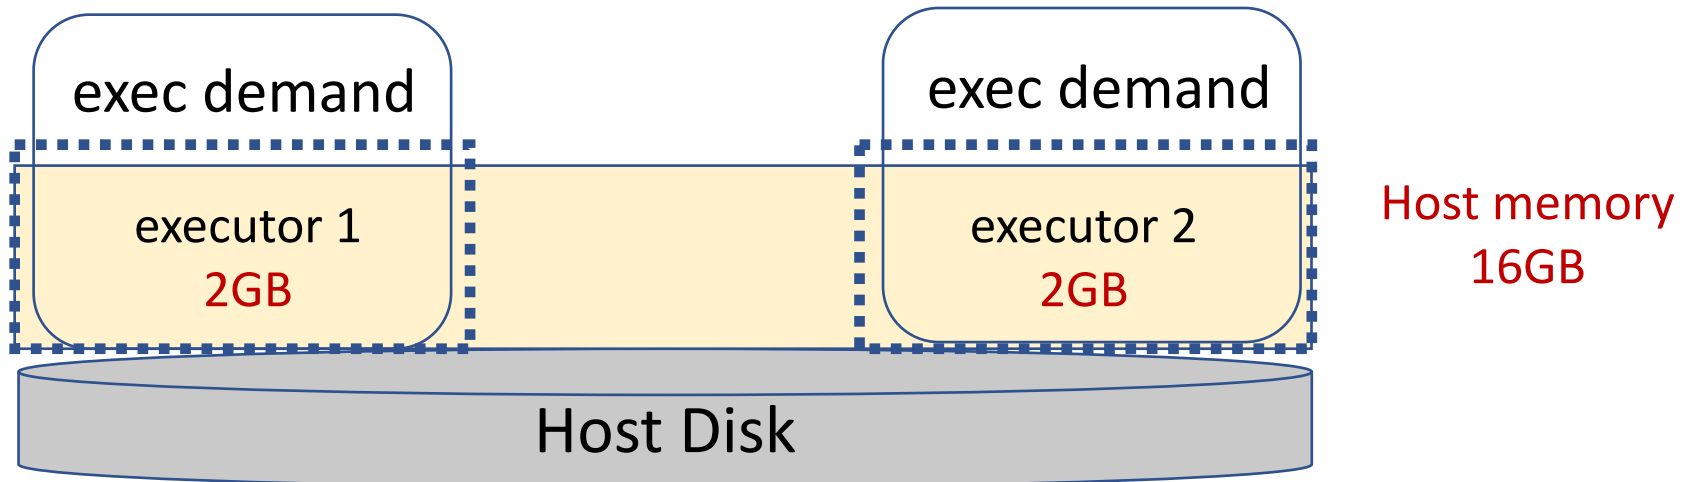 exec demand
exec demand
executor 1
2GB
executor 2
2GB
Host memory
16GB
Host Disk